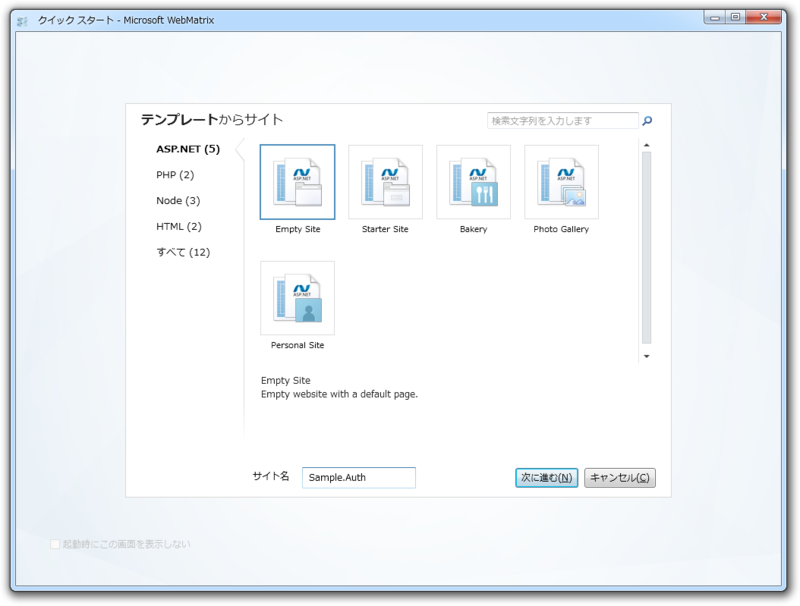 クイック スタート - Microsoft WebMatrix
テンプレートからサイト
検索文字列を入力します
ASP.NET (5)
PHP (2)
Node (3)
HTML (2)
すべて (12)
ASP.NET
ASP.NET
ASP.NET
ASP.NET
Empty Site
Starter Site
Bakery
Photo Gallery
ASP.NET
Personal Site
Empty Site
Empty website with a default page.
サイト名
Sample.Auth
次に進む(N)
キャンセル(C)
起動時にこの画面を表示しない